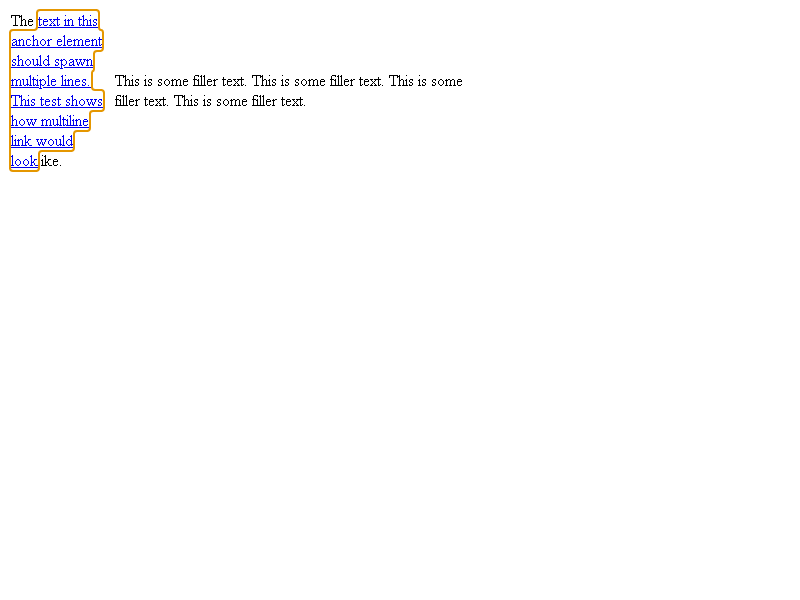 The text in this
anchor element
should spawn
multiple lines.
This test shows
how multiline
link would
look ike.
This is some filler text. This is some filler text. This is some
filler text. This is some filler text.